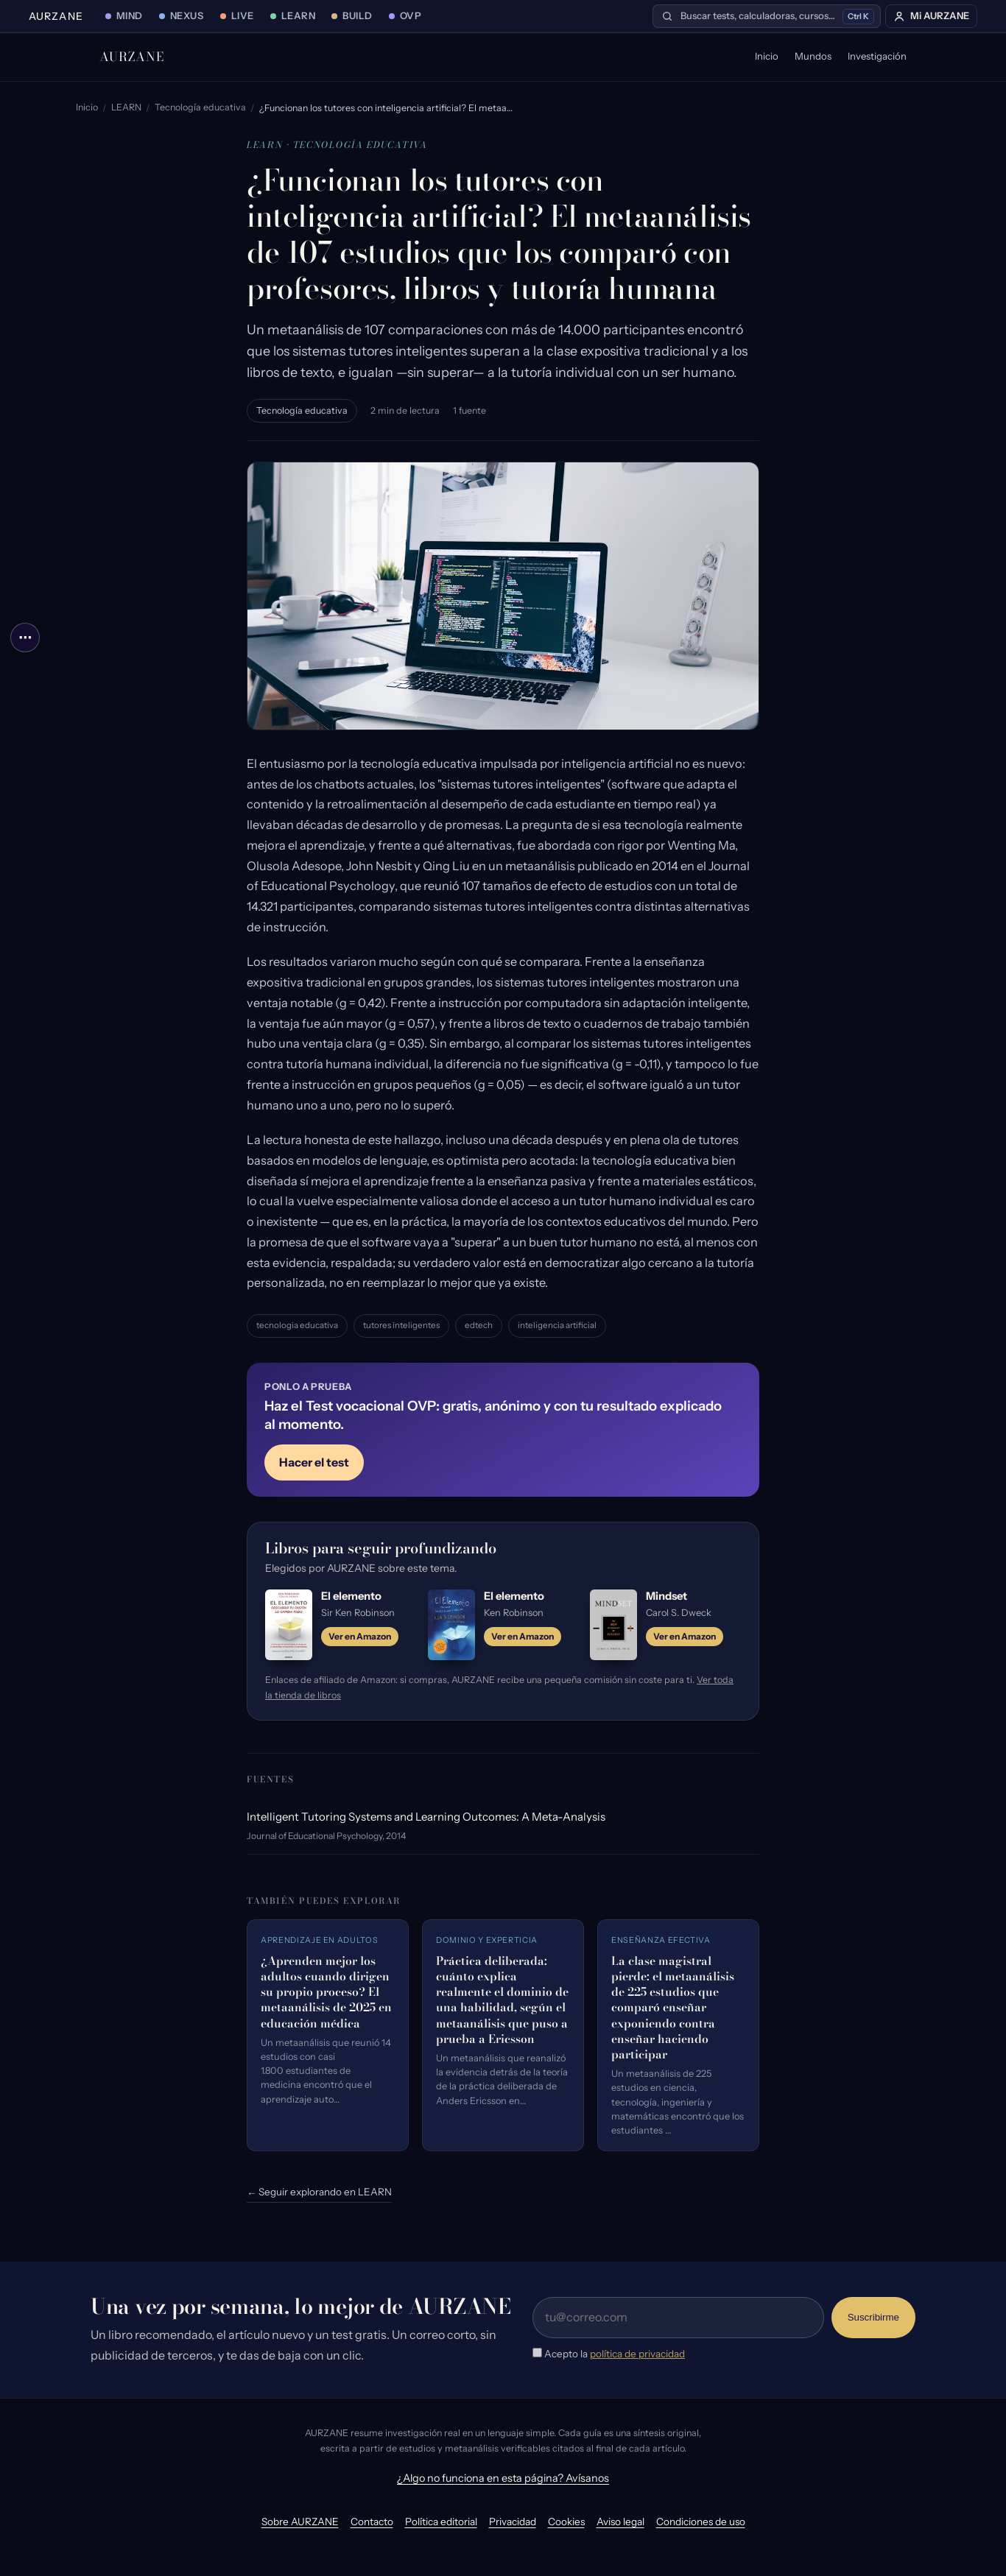 AURZANE MIND NEXUS LIVE LEARN BUILD OVP Buscar tests, calculadoras, cursos... Ctrl K Mi AURZANE
AURZANE Inicio Mundos Investigación
Inicio / LEARN / Tecnología educativa / ¿Funcionan los tutores con inteligencia artificial? El metaa...
LEARN · TECNOLOGÍA EDUCATIVA
¿Funcionan los tutores con
inteligencia artificial? El metaanálisis
de 107 estudios que los comparó con
profesores, libros y tutoría humana
Un metaanálisis de 107 comparaciones con más de 14.000 participantes encontró
que los sistemas tutores inteligentes superan a la clase expositiva tradicional y a los
libros de texto, e igualan —sin superar— a la tutoría individual con un ser humano.
Tecnología educativa 2 min de lectura 1 fuente
El entusiasmo por la tecnología educativa impulsada por inteligencia artificial no es nuevo:
antes de los chatbots actuales, los "sistemas tutores inteligentes" (software que adapta el
contenido y la retroalimentación al desempeño de cada estudiante en tiempo real) ya
llevaban décadas de desarrollo y de promesas. La pregunta de si esa tecnología realmente
mejora el aprendizaje, y frente a qué alternativas, fue abordada con rigor por Wenting Ma,
Olusola Adesope, John Nesbit y Qing Liu en un metaanálisis publicado en 2014 en el Journal
of Educational Psychology, que reunió 107 tamaños de efecto de estudios con un total de
14.321 participantes, comparando sistemas tutores inteligentes contra distintas alternativas
de instrucción.
Los resultados variaron mucho según con qué se comparara. Frente a la enseñanza
expositiva tradicional en grupos grandes, los sistemas tutores inteligentes mostraron una
ventaja notable (g = 0,42). Frente a instrucción por computadora sin adaptación inteligente,
la ventaja fue aún mayor (g = 0,57), y frente a libros de texto o cuadernos de trabajo también
hubo una ventaja clara (g = 0,35). Sin embargo, al comparar los sistemas tutores inteligentes
contra tutoría humana individual, la diferencia no fue significativa (g = -0,11), y tampoco lo fue
frente a instrucción en grupos pequeños (g = 0,05) — es decir, el software igualó a un tutor
humano uno a uno, pero no lo superó.
La lectura honesta de este hallazgo, incluso una década después y en plena ola de tutores
basados en modelos de lenguaje, es optimista pero acotada: la tecnología educativa bien
diseñada sí mejora el aprendizaje frente a la enseñanza pasiva y frente a materiales estáticos,
lo cual la vuelve especialmente valiosa donde el acceso a un tutor humano individual es caro
o inexistente — que es, en la práctica, la mayoría de los contextos educativos del mundo. Pero
la promesa de que el software vaya a "superar" a un buen tutor humano no está, al menos con
esta evidencia, respaldada; su verdadero valor está en democratizar algo cercano a la tutoría
personalizada, no en reemplazar lo mejor que ya existe.
tecnologia educativa tutores inteligentes edtech inteligencia artificial
PONLO A PRUEBA
Haz el Test vocacional OVP: gratis, anónimo y con tu resultado explicado
al momento.
Hacer el test
Libros para seguir profundizando
Elegidos por AURZANE sobre este tema.
EL ELEMENTO
El elemento
Sir Ken Robinson
Ver en Amazon
El Elemento
El elemento
Ken Robinson
Ver en Amazon
MINDSET
Mindset
Carol S. Dweck
Ver en Amazon
Enlaces de afiliado de Amazon: si compras, AURZANE recibe una pequeña comisión sin coste para ti. Ver toda
la tienda de libros
FUENTES
Intelligent Tutoring Systems and Learning Outcomes: A Meta-Analysis
Journal of Educational Psychology, 2014
TAMBIÉN PUEDES EXPLORAR
APRENDIZAJE EN ADULTOS
¿Aprenden mejor los
adultos cuando dirigen
su propio proceso? El
metaanálisis de 2025 en
educación médica
Un metaanálisis que reunió 14
estudios con casi
1.800 estudiantes de
medicina encontró que el
aprendizaje auto...
DOMINIO Y EXPERTICIA
Práctica deliberada:
cuánto explica
realmente el dominio de
una habilidad, según el
metaanálisis que puso a
prueba a Ericsson
Un metaanálisis que reanalizó
la evidencia detrás de la teoría
de la práctica deliberada de
Anders Ericsson en...
ENSEÑANZA EFECTIVA
La clase magistral
pierde: el metaanálisis
de 225 estudios que
comparó enseñar
exponiendo contra
enseñar haciendo
participar
Un metaanálisis de 225
estudios en ciencia,
tecnología, ingeniería y
matemáticas encontró que los
estudiantes ...
← Seguir explorando en LEARN
Una vez por semana, lo mejor de AURZANE
Un libro recomendado, el artículo nuevo y un test gratis. Un correo corto, sin
publicidad de terceros, y te das de baja con un clic.
tu@correo.com Suscribirme
Acepto la política de privacidad
AURZANE resume investigación real en un lenguaje simple. Cada guía es una síntesis original,
escrita a partir de estudios y metaanálisis verificables citados al final de cada artículo.
¿Algo no funciona en esta página? Avísanos
Sobre AURZANE Contacto Política editorial Privacidad Cookies Aviso legal Condiciones de uso